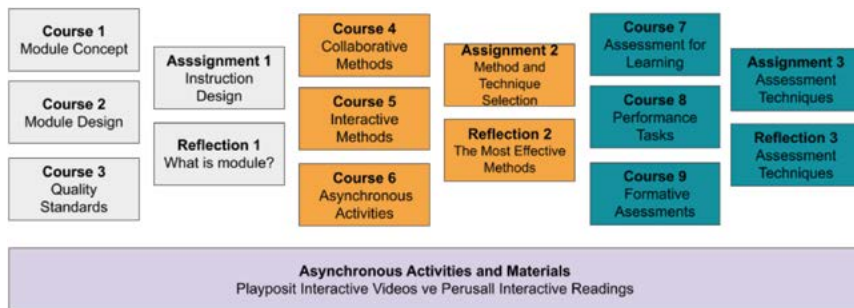 Course 1
Module Concept
Course 2
Module Design
Course 3
Quality
Standards
Asssignment 1
Instruction
Design
Reflection 1
What is module?
Course 4
Collaborative
Methods
Course 5
Interactive
Methods
Course 6
Asynchronous
Activities
Assignment 2
Method and
Technique
Selection
Reflection 2
The Most Effective
Methods
Course 7
Assessment for
Learning
Course 8
Performance
Tasks
Course 9
Formative
Asessments
Assignment 3
Assessment
Techniques
Reflection 3
Assessment
Techniques
Asynchronous Activities and Materials
Playposit Interactive Videos ve Perusall Interactive Readings